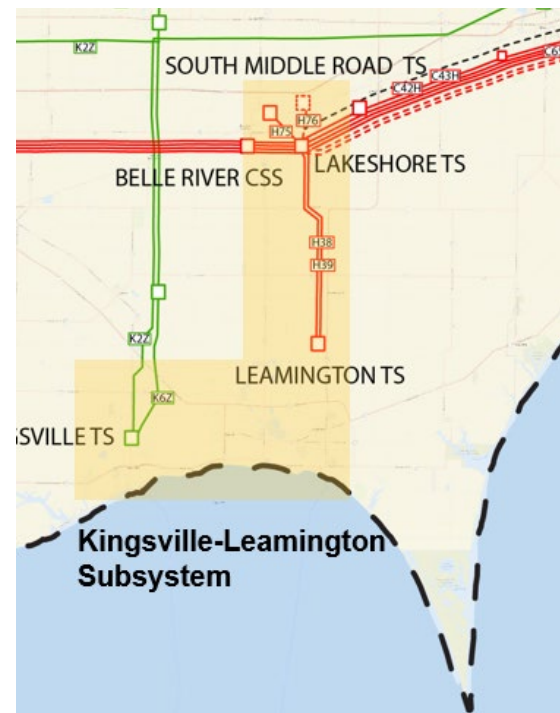 K2Z
SOUTH MIDDLE ROAD TS
C43H
C42H
H76
H75
BELLE RIVER CSS
LAKESHORE TS
H38
H39
K2Z
LEAMINGTON TS
K6Z
GSVILLE TS
Kingsville-Leamington
Subsystem